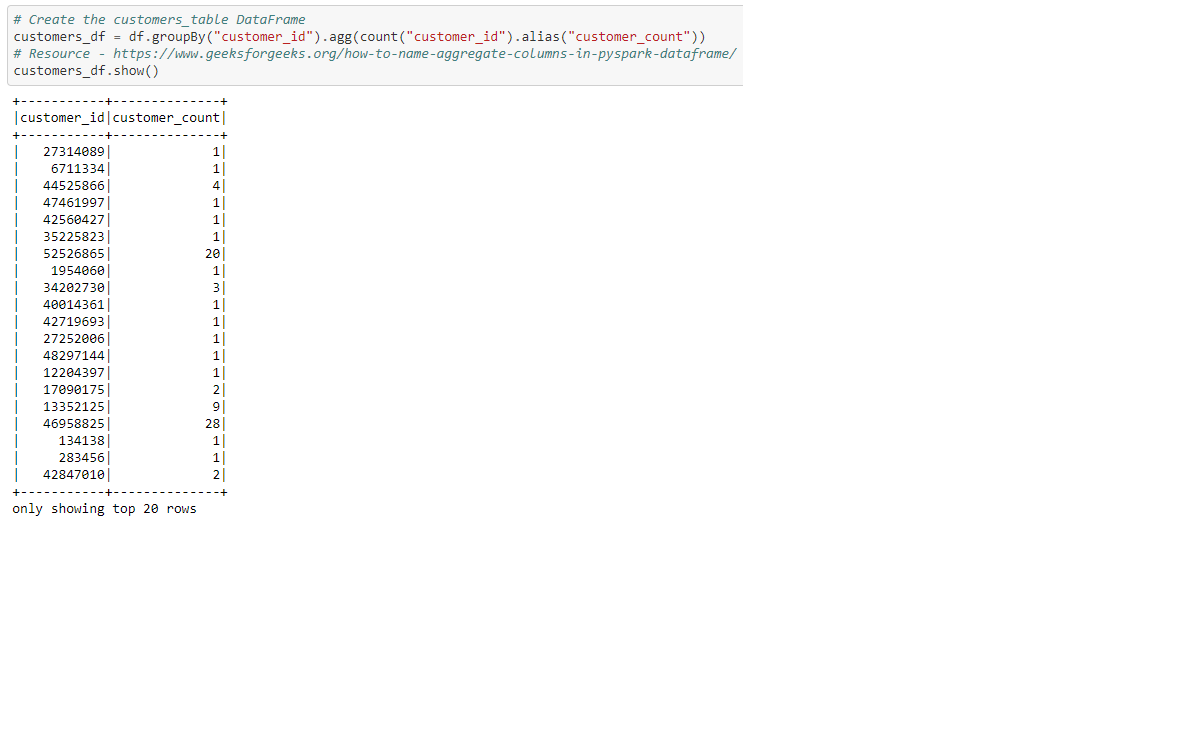 # Create the customers_table DataFrame
customers_df = df.groupBy("customer_id").agg(count("customer_id").alias("customer_count"))
# Resource - https://www.geeksforgeeks.org/how-to-name-aggregate-columns-in-pyspark-dataframe/
customers_df.show()
+-----------+--------------+
|customer_id|customer_count|
+-----------+--------------+
|   27314089|             1|
|    6711334|             1|
|   44525866|             4|
|   47461997|             1|
|   42560427|             1|
|   35225823|             1|
|   52526865|            20|
|    1954060|             1|
|   34202730|             3|
|   40014361|             1|
|   42719693|             1|
|   27252006|             1|
|   48297144|             1|
|   12204397|             1|
|   17090175|             2|
|   13352125|             9|
|   46958825|            28|
|     134138|             1|
|     283456|             1|
|   42847010|             2|
+-----------+--------------+
only showing top 20 rows